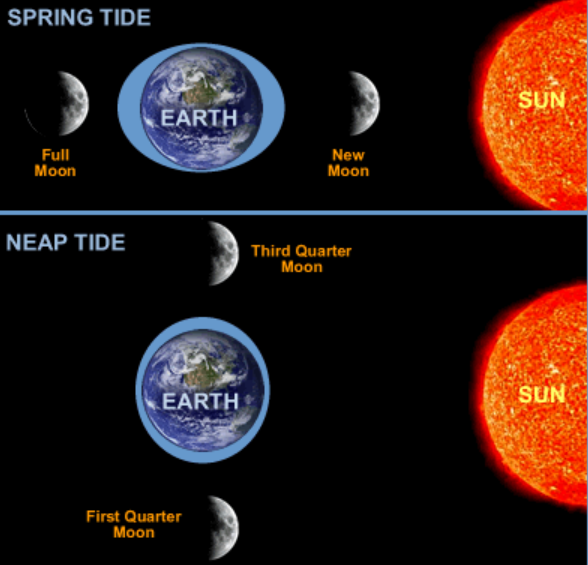 SPRING TIDE
EARTH
SUN
Full
Moon
New
Moon
NEAP TIDE
Third Quarter
Moon
EARTH
SUN
First Quarter
Moon